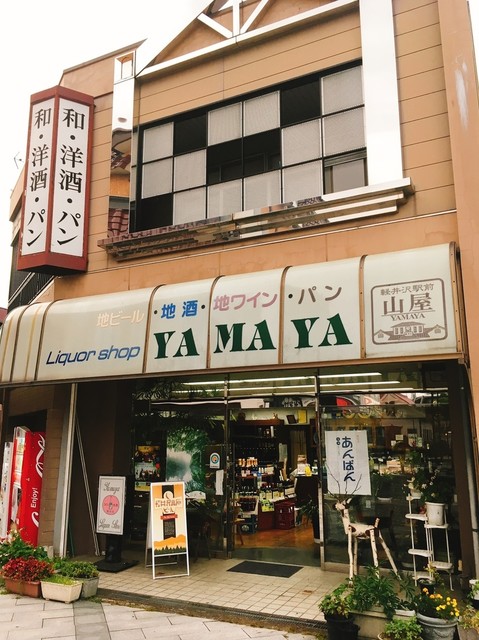 和・洋酒・パン
和・洋酒・パン
地ビール・地酒・地ワイン・パン
Liquor shop
YAMAYA
軽井沢駅前
山屋
YAMAYA
あんぱん
Enjoy!